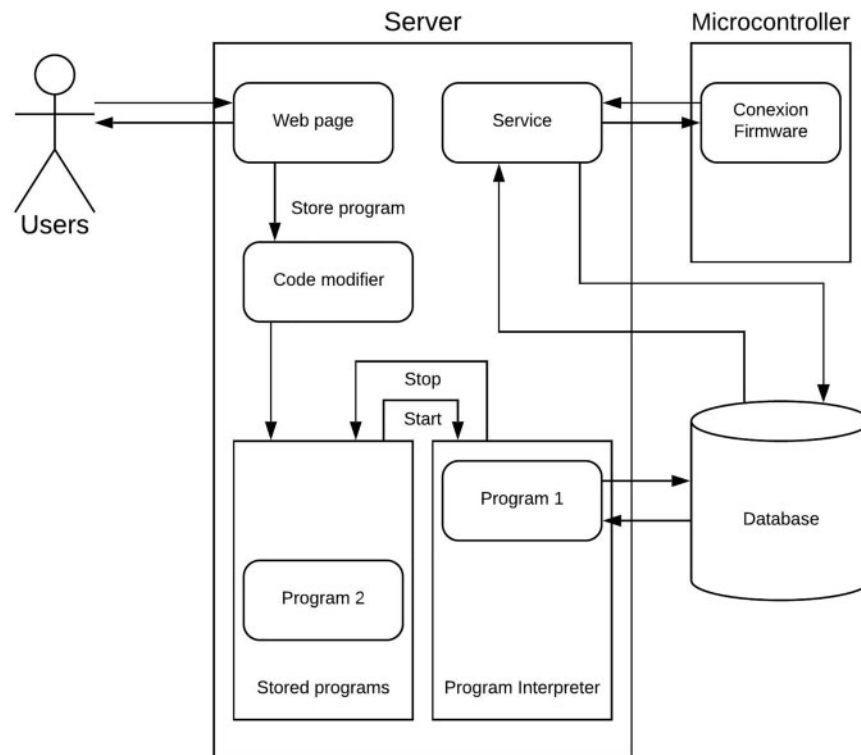 Server
Microcontroller
Web page
Service
Conexion
Firmware
Users
Store program
Code modifier
Stop
Start
Program 1
Database
Program 2
Stored programs
Program Interpreter